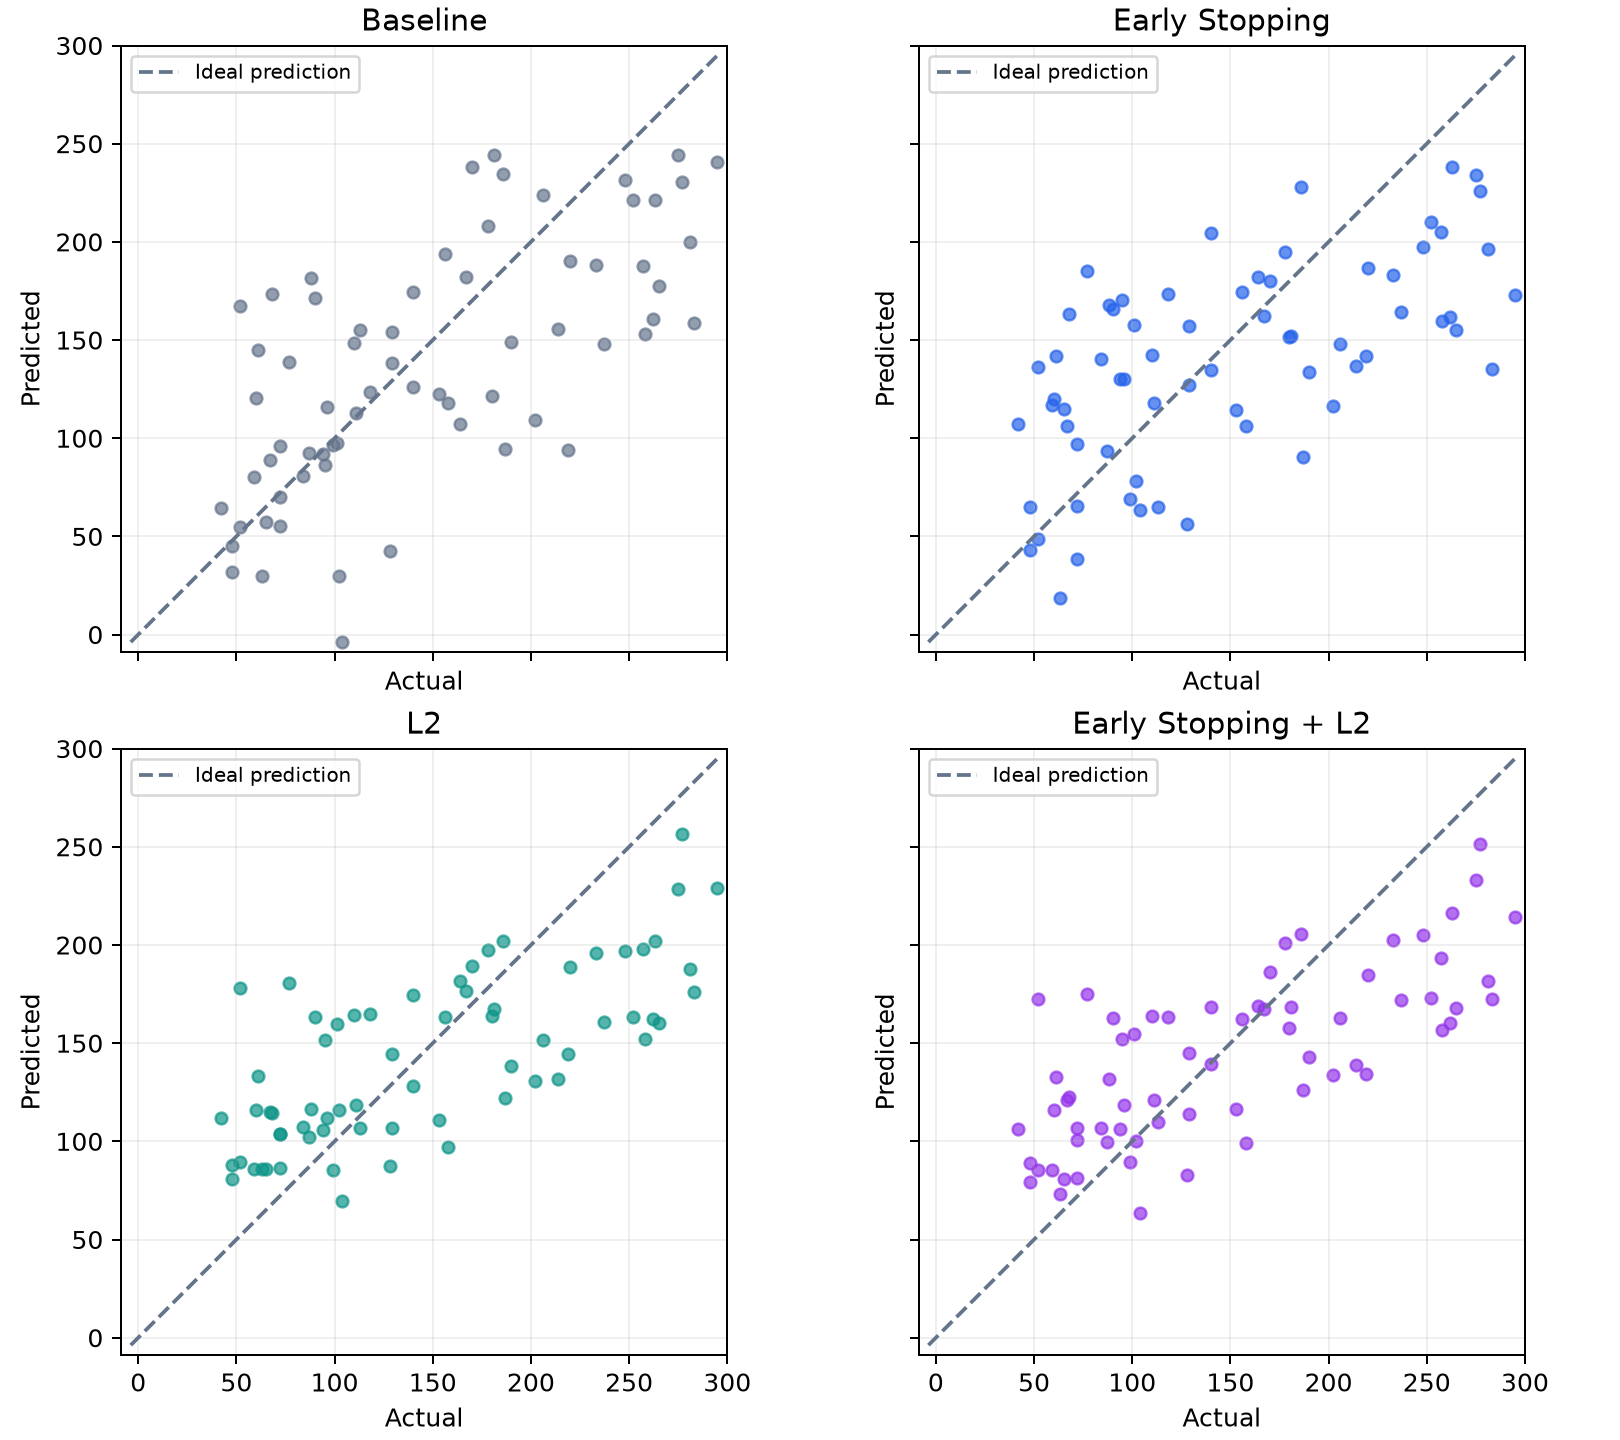 Baseline
Early Stopping
300
250
200
150
100
50
0
Predicted
Ideal prediction
Actual
Predicted
Ideal prediction
Actual
L2
Early Stopping + L2
300
250
200
150
100
50
0
Predicted
Ideal prediction
0 50 100 150 200 250 300
Actual
Predicted
Ideal prediction
0 50 100 150 200 250 300
Actual